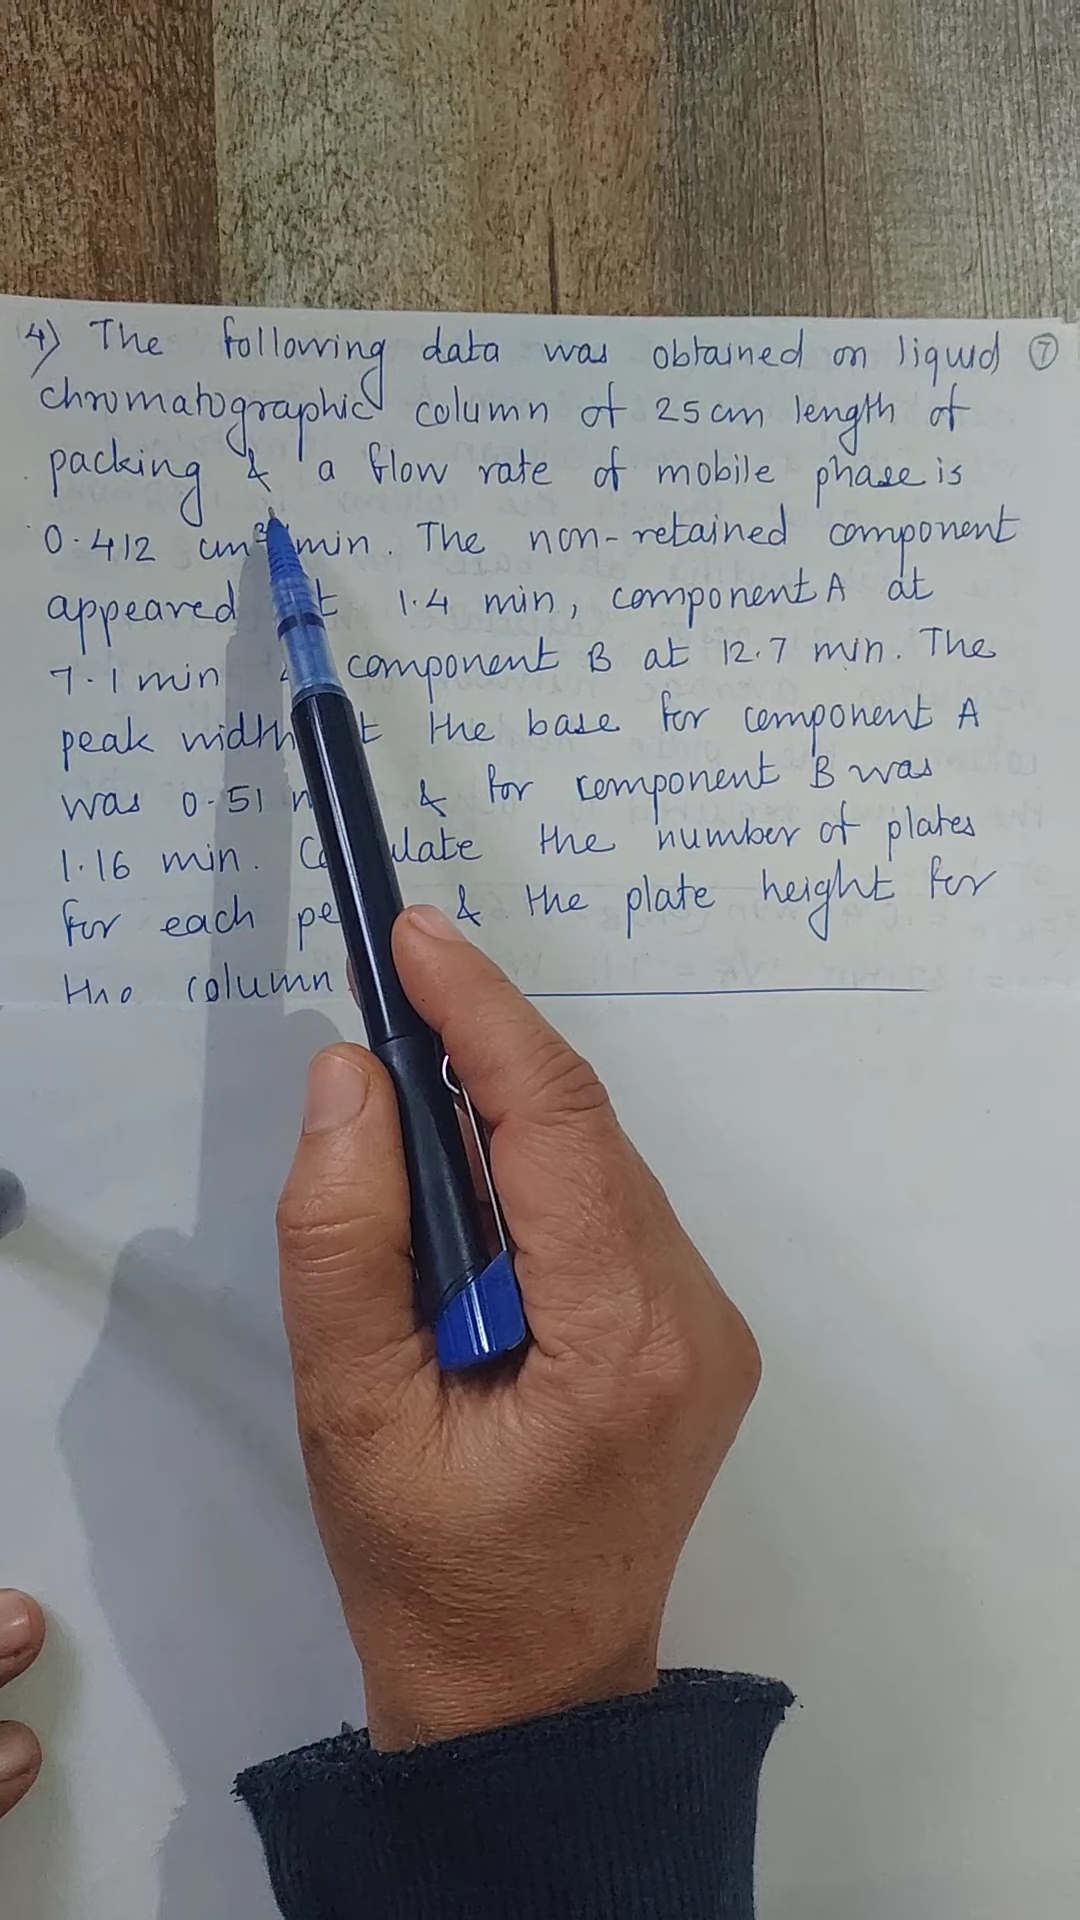 4) The following data was obtained on liquid ⑦
chromatographic column of 25 cm length of
packing & a flow rate of mobile phase is
0.412 cm³/min. The non-retained component
appeared 1.4 min, component A at
7.1 min component B at 12.7 min. The
peak width the base for component A
was 0.51 & for component B was
1.16 min. the number of plates
for each & the plate height for
the column